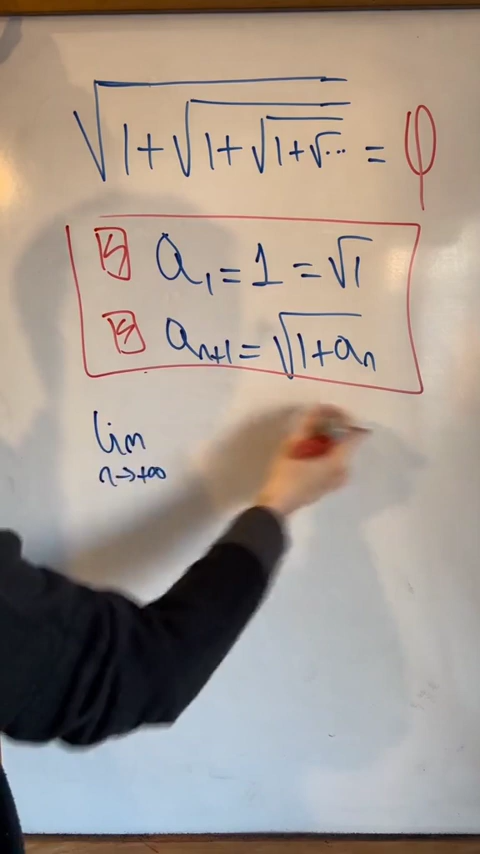 √1+√1+√1+√... = φ
a₁ = 1 = √1
aₙ₊₁ = √1+aₙ
lim
n→+∞